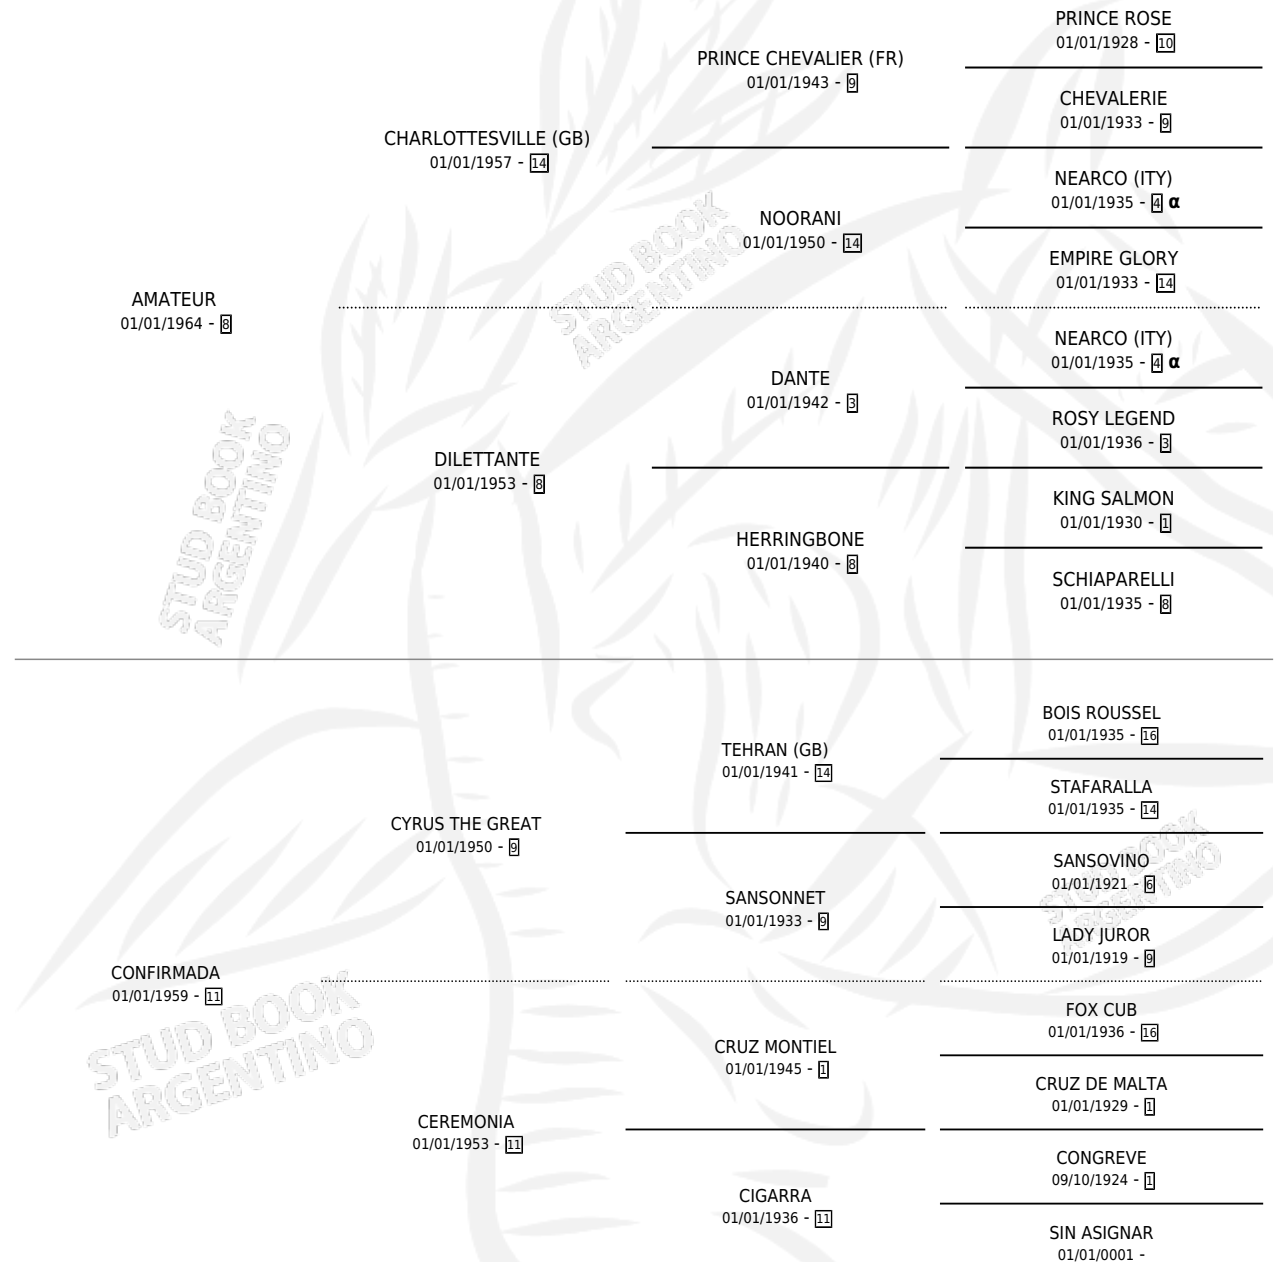 PRINCE ROSE
01/01/1928 - 10
PRINCE CHEVALIER (FR)
01/01/1943 - 9
CHEVALERIE
01/01/1933 - 9
CHARLOTTESVILLE (GB)
01/01/1957 - 14
NEARCO (ITY)
01/01/1935 - 4 α
NOORANI
01/01/1950 - 14
EMPIRE GLORY
01/01/1933 - 14
AMATEUR
01/01/1964 - 8
NEARCO (ITY)
01/01/1935 - 4 α
DANTE
01/01/1942 - 3
ROSY LEGEND
01/01/1936 - 3
DILETTANTE
01/01/1953 - 8
KING SALMON
01/01/1930 - 1
HERRINGBONE
01/01/1940 - 8
SCHIAPARELLI
01/01/1935 - 8
STUD BOOK
ARGENTINO
STUD BOOK
ARGENTINO
BOIS ROUSSEL
01/01/1935 - 16
TEHRAN (GB)
01/01/1941 - 14
STAFARALLA
01/01/1935 - 14
CYRUS THE GREAT
01/01/1950 - 9
SANSOVINO
01/01/1921 - 6
SANSONNET
01/01/1933 - 9
LADY JUROR
01/01/1919 - 9
CONFIRMADA
01/01/1959 - 11
FOX CUB
01/01/1936 - 16
CRUZ MONTIEL
01/01/1945 - 1
CRUZ DE MALTA
01/01/1929 - 1
CEREMONIA
01/01/1953 - 11
CONGREVE
09/10/1924 - 1
CIGARRA
01/01/1936 - 11
SIN ASIGNAR
01/01/0001 -
STUD BOOK
ARGENTINO
STUD BOOK
ARGENTINO